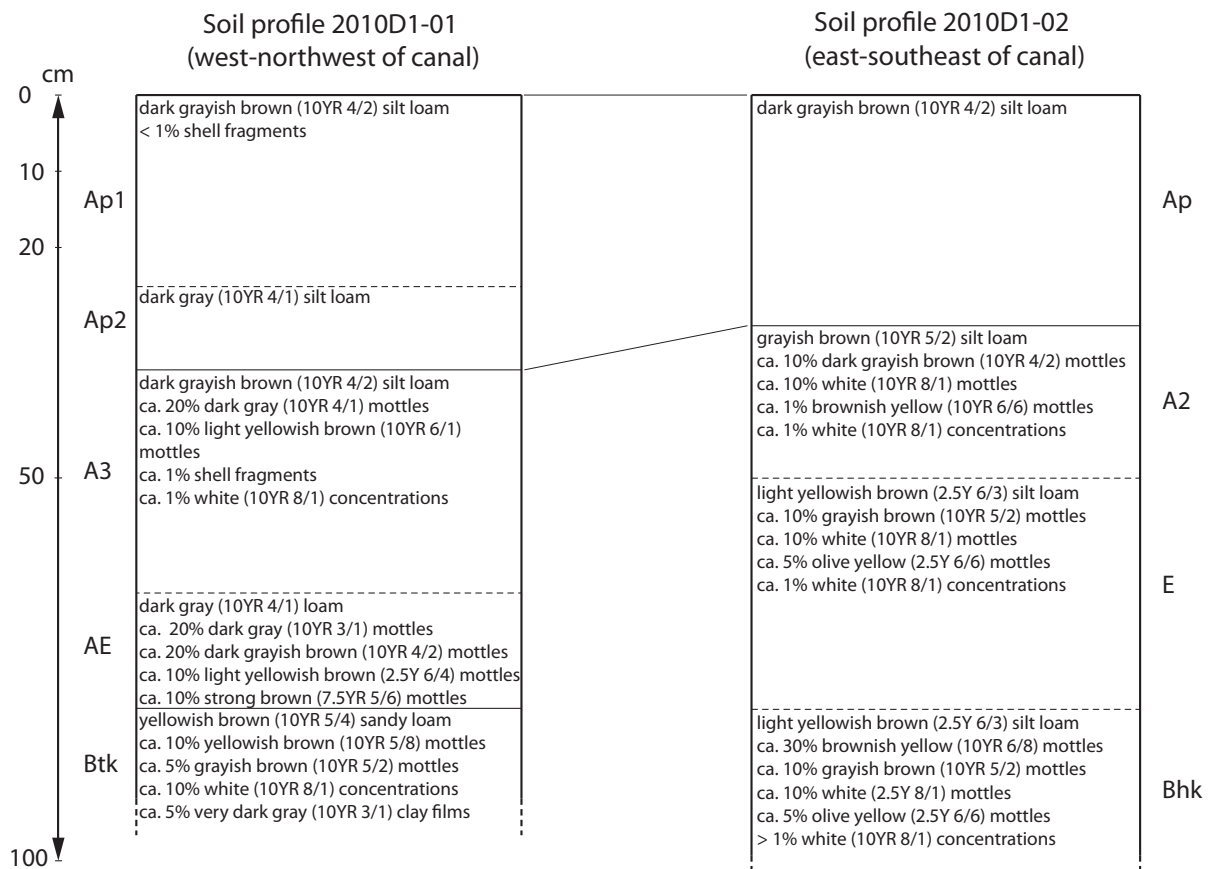 Soil profile 2010D1-01
(west-northwest of canal)
Soil profile 2010D1-02
(east-southeast of canal)
cm
0
10
20
50
100
Ap1
dark grayish brown (10YR 4/2) silt loam
< 1% shell fragments
Ap2
dark gray (10YR 4/1) silt loam
A3
dark grayish brown (10YR 4/2) silt loam
ca. 20% dark gray (10YR 4/1) mottles
ca. 10% light yellowish brown (10YR 6/1)
mottles
ca. 1% shell fragments
ca. 1% white (10YR 8/1) concentrations
AE
dark gray (10YR 4/1) loam
ca. 20% dark gray (10YR 3/1) mottles
ca. 20% dark grayish brown (10YR 4/2) mottles
ca. 10% light yellowish brown (2.5Y 6/4) mottles
ca. 10% strong brown (7.5YR 5/6) mottles
Btk
yellowish brown (10YR 5/4) sandy loam
ca. 10% yellowish brown (10YR 5/8) mottles
ca. 5% grayish brown (10YR 5/2) mottles
ca. 10% white (10YR 8/1) concentrations
ca. 5% very dark gray (10YR 3/1) clay films
dark grayish brown (10YR 4/2) silt loam
Ap
grayish brown (10YR 5/2) silt loam
ca. 10% dark grayish brown (10YR 4/2) mottles
ca. 10% white (10YR 8/1) mottles
ca. 1% brownish yellow (10YR 6/6) mottles
ca. 1% white (10YR 8/1) concentrations
A2
light yellowish brown (2.5Y 6/3) silt loam
ca. 10% grayish brown (10YR 5/2) mottles
ca. 10% white (10YR 8/1) mottles
ca. 5% olive yellow (2.5Y 6/6) mottles
ca. 1% white (10YR 8/1) concentrations
E
light yellowish brown (2.5Y 6/3) silt loam
ca. 30% brownish yellow (10YR 6/8) mottles
ca. 10% grayish brown (10YR 5/2) mottles
ca. 10% white (2.5Y 8/1) mottles
ca. 5% olive yellow (2.5Y 6/6) mottles
> 1% white (10YR 8/1) concentrations
Bhk